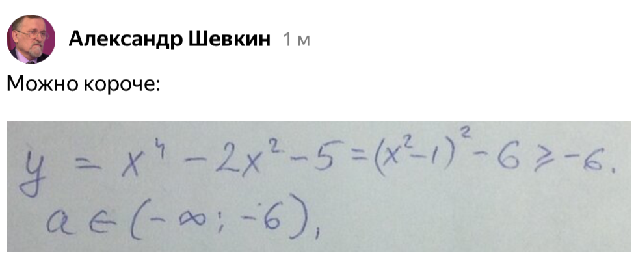 Александр Шевкин 1 м
Можно короче:
y = x⁴ - 2x² - 5 = (x² - 1)² - 6 ⩾ -6.
a ∈ (-∞; -6),